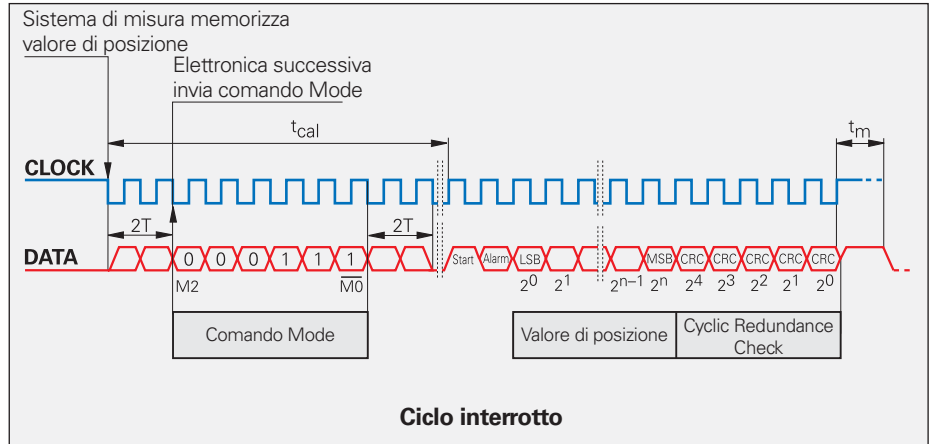 Sistema di misura memorizza
valore di posizione
Elettronica successiva
invia comando Mode
tcal
tm
CLOCK
2T
2T
DATA
0 0 0 1 1 1
Start Alarm LSB MSB CRC CRC CRC CRC CRC
M2 M̅0̅ 2⁰ 2¹ 2ⁿ⁻¹ 2ⁿ 2⁴ 2³ 2² 2¹ 2⁰
Comando Mode
Valore di posizione
Cyclic Redundance
Check
Ciclo interrotto